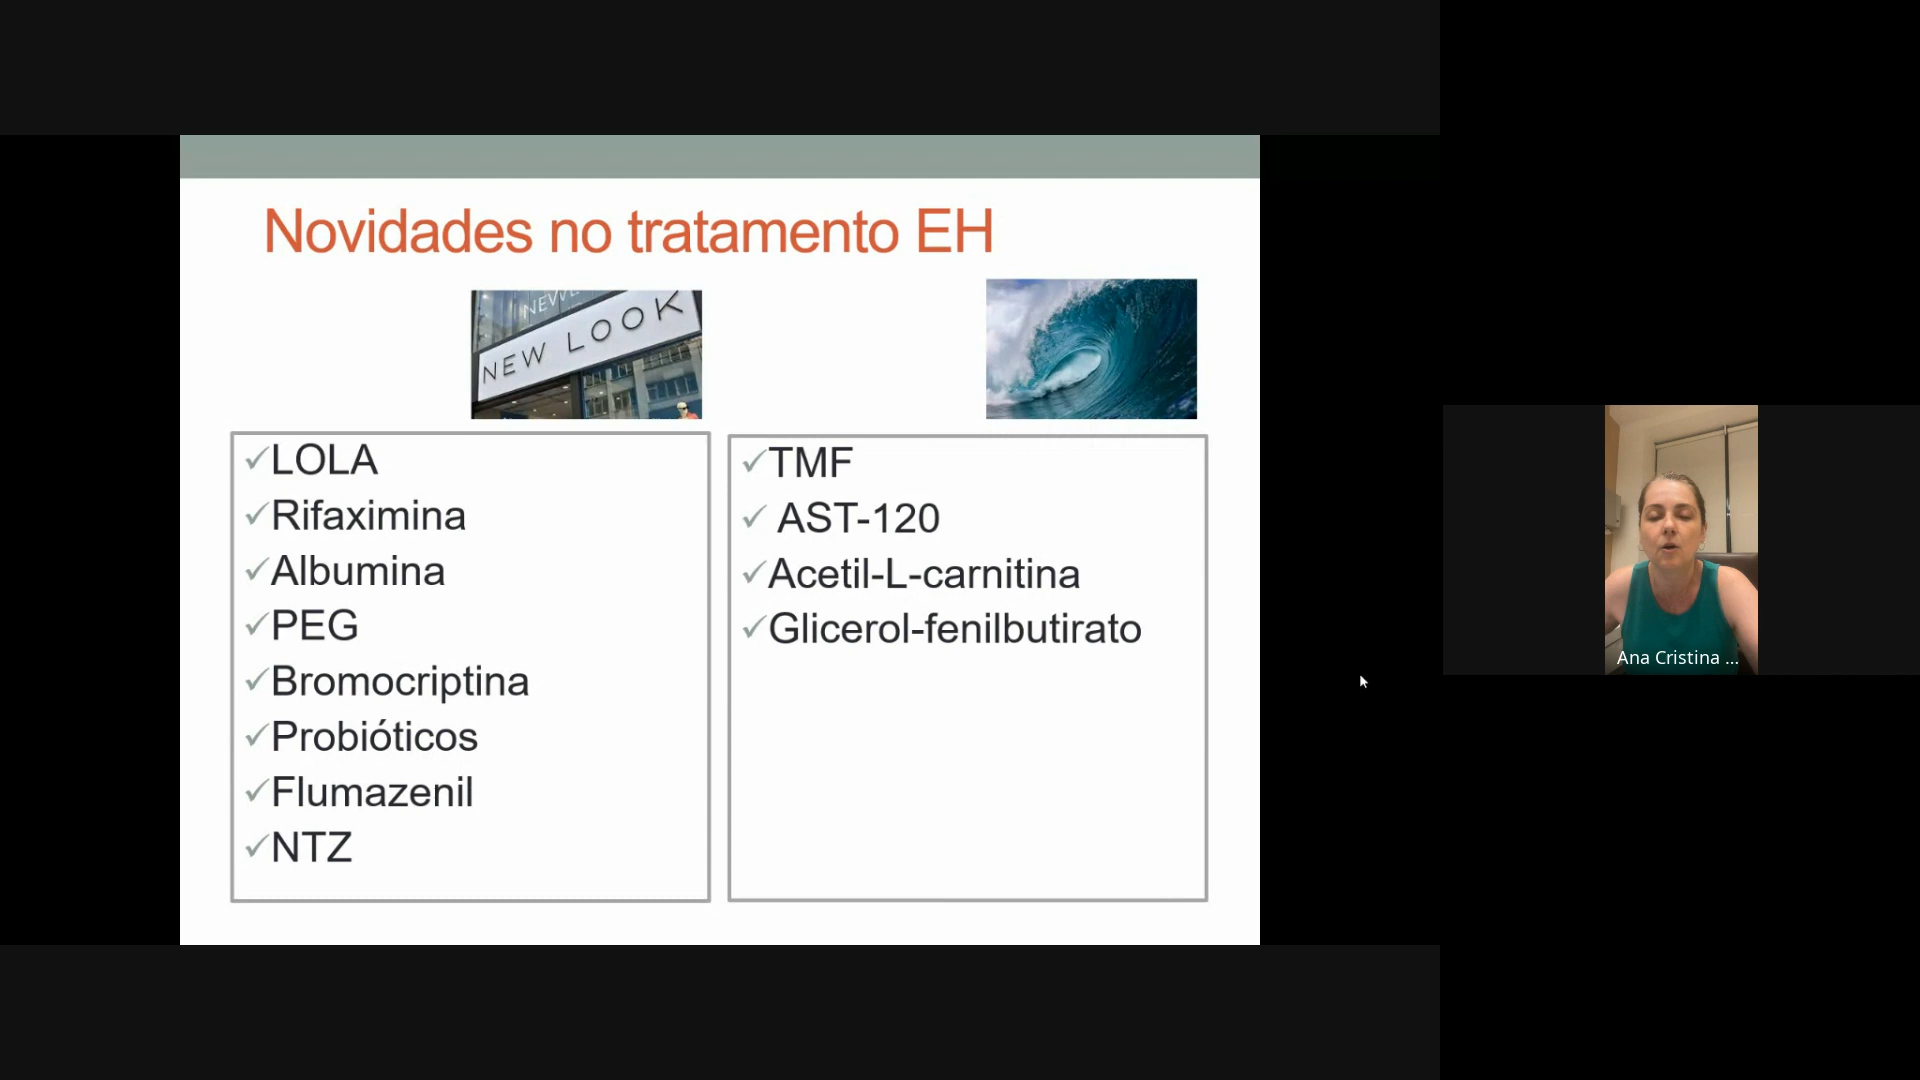 Novidades no tratamento EH
NEW LOOK
✓LOLA
✓Rifaximina
✓Albumina
✓PEG
✓Bromocriptina
✓Probióticos
✓Flumazenil
✓NTZ
✓TMF
✓ AST-120
✓Acetil-L-carnitina
✓Glicerol-fenilbutirato
Ana Cristina ...